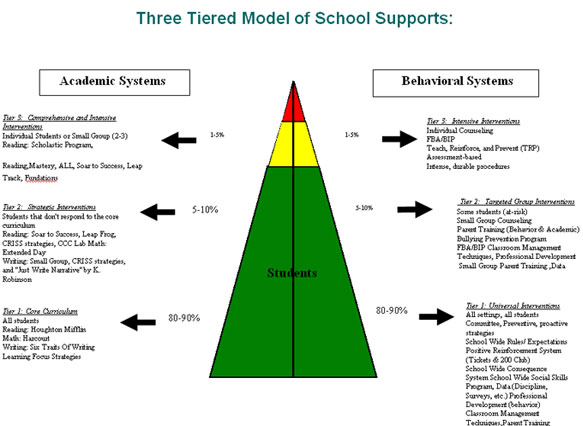 Three Tiered Model of School Supports:
Academic Systems
Tier 3:  Comprehensive and Intensive
Interventions
Individual Students or Small Group (2-3)
Reading: Scholastic Program,
Reading,Mastery, ALL, Soar to Success, Leap
Track, Fundations
Tier 2:  Strategic Interventions
Students that don't respond to the core
curriculum
Reading: Soar to Success, Leap Frog,
CRISS strategies, CCC Lab Math:
Extended Day
Writing: Small Group, CRISS strategies,
and "Just Write Narrative" by K.
Robinson
Tier 1: Core Curriculum
All students
Reading: Houghton Mifflin
Math: Harcourt
Writing: Six Traits Of Writing
Learning Focus Strategies
1-5%
5-10%
80-90%
Students
1-5%
5-10%
80-90%
Behavioral Systems
Tier 3:  Intensive Interventions
Individual Counseling
FBA/BIP
Teach, Reinforce, and Prevent (TRP)
Assessment-based
Intense, durable procedures
Tier 2:  Targeted Group Interventions
Some students (at-risk)
Small Group Counseling
Parent Training (Behavior & Academic)
Bullying Prevention Program
FBA/BIP Classroom Management
Techniques, Professional Development
Small Group Parent Training ,Data
Tier 1:  Universal Interventions
All settings, all students
Committee, Preventive, proactive
strategies
School Wide Rules/ Expectations
Positive Reinforcement System
(Tickets & 200 Club)
School Wide Consequence
System School Wide Social Skills
Program, Data (Discipline,
Surveys, etc.) Professional
Development (behavior)
Classroom Management
Techniques,Parent Training